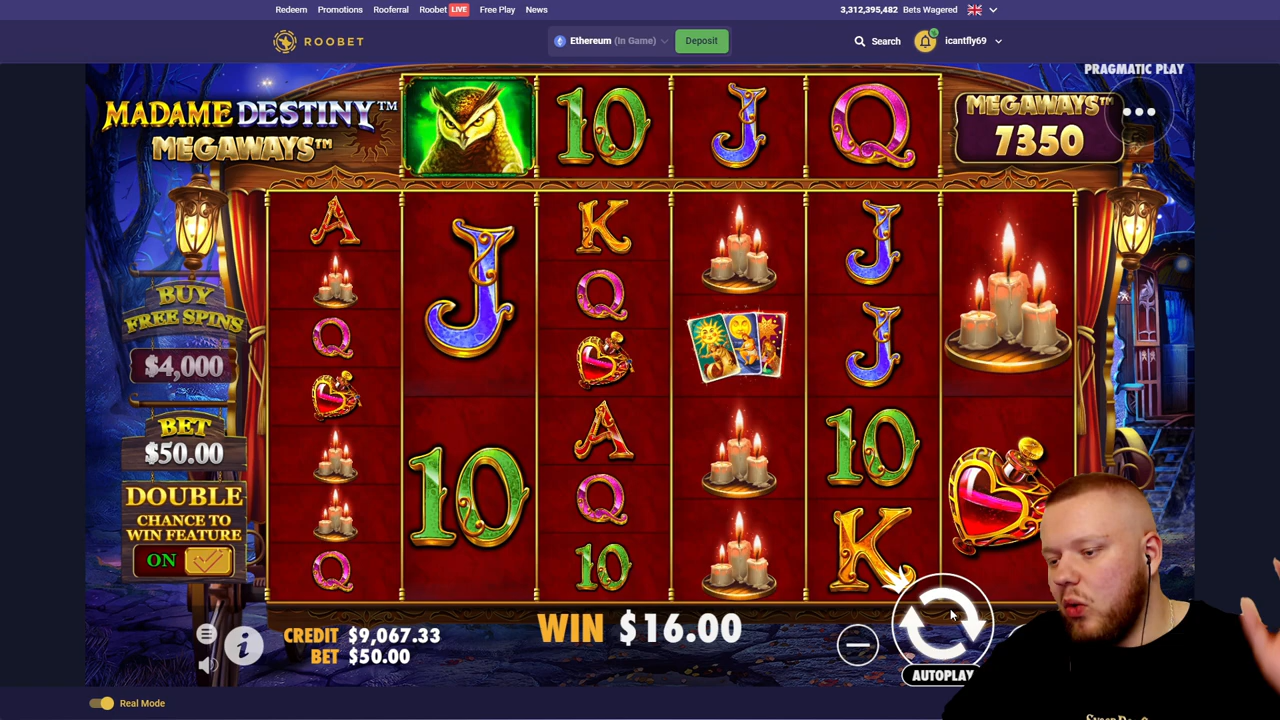 Redeem Promotions Rooferral Roobet LIVE Free Play News
3,312,395,482 Bets Wagered
ROOBET
Ethereum (In Game)
Deposit
Search
icantfly69
PRAGMATIC PLAY
MADAME DESTINY™
MEGAWAYS™
10 J Q
MEGAWAYS™
7350
A
Q
Q
J
10
K
Q
A
Q
10
J
J
10
K
BUY
FREE SPINS
$4,000
BET
$50.00
DOUBLE
CHANCE TO
WIN FEATURE
ON
CREDIT $9,067.33
BET $50.00
WIN $16.00
AUTOPLAY
Real Mode